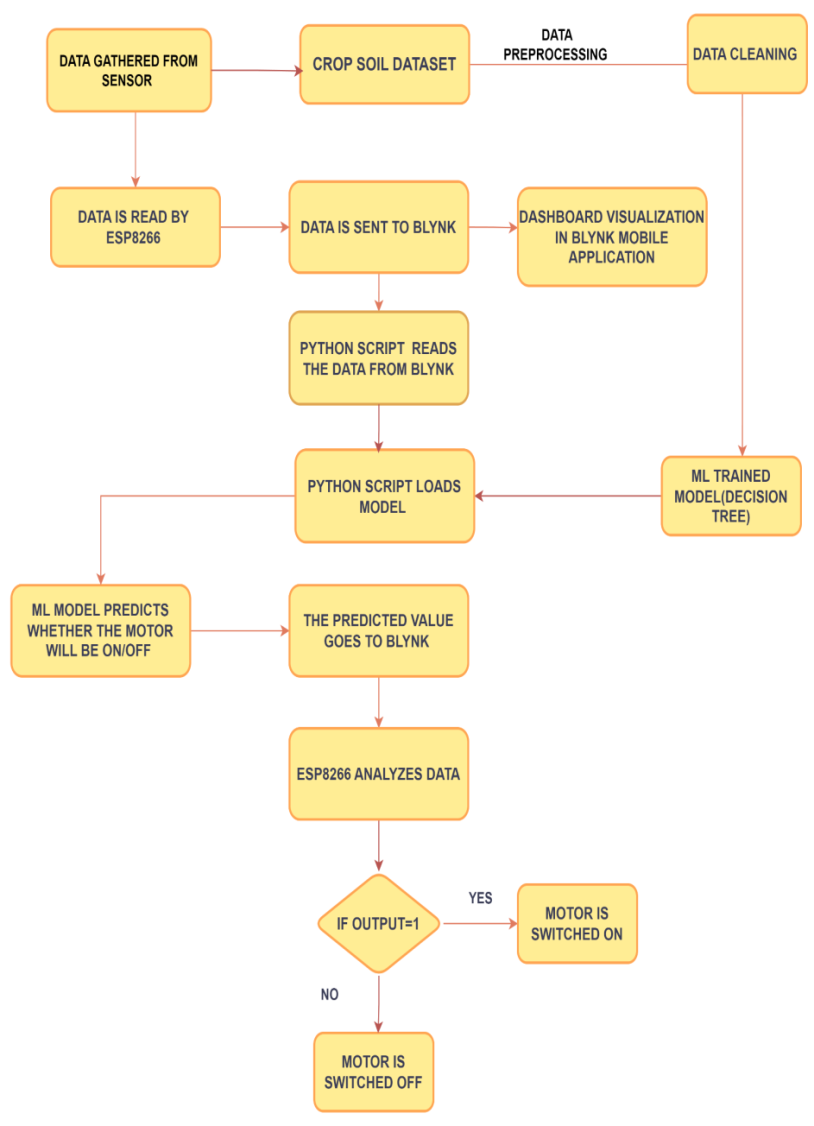 DATA GATHERED FROM
SENSOR
CROP SOIL DATASET
DATA
PREPROCESSING
DATA CLEANING
DATA IS READ BY
ESP8266
DATA IS SENT TO BLYNK
DASHBOARD VISUALIZATION
IN BLYNK MOBILE
APPLICATION
PYTHON SCRIPT READS
THE DATA FROM BLYNK
PYTHON SCRIPT LOADS
MODEL
ML TRAINED
MODEL(DECISION
TREE)
ML MODEL PREDICTS
WHETHER THE MOTOR
WILL BE ON/OFF
THE PREDICTED VALUE
GOES TO BLYNK
ESP8266 ANALYZES DATA
IF OUTPUT=1
YES
MOTOR IS
SWITCHED ON
NO
MOTOR IS
SWITCHED OFF